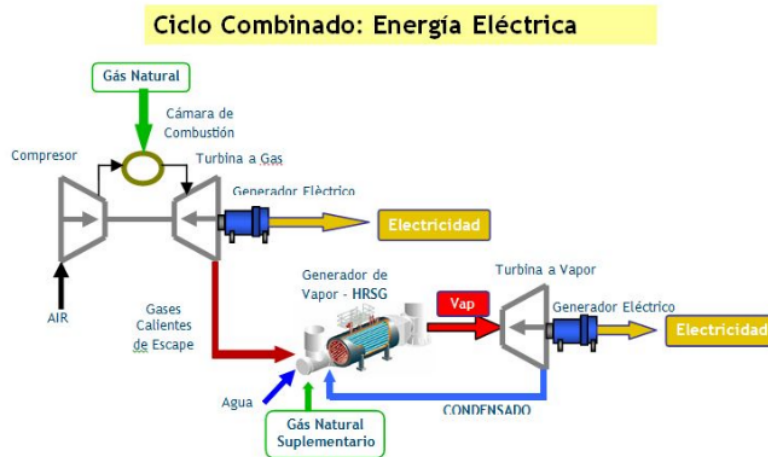 Ciclo Combinado: Energía Eléctrica
Gás Natural
Cámara de
Combustión
Compresor
Turbina a Gas
Generador Elèctrico
Electricidad
AIR
Gases
Calientes
de Escape
Generador de
Vapor - HRSG
Vap
Turbina a Vapor
Generador Eléctrico
Electricidad
Agua
CONDENSADO
Gás Natural
Suplementario